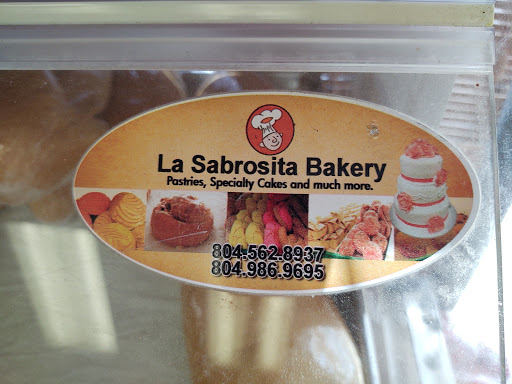 La Sabrosita Bakery
Pastries, Specialty Cakes and much more.
804.562.8937
804.986.9695